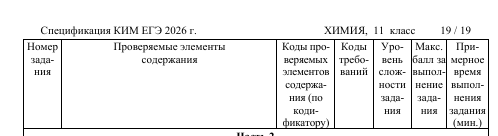 Спецификация КИМ ЕГЭ 2026 г. ХИМИЯ, 11 класс 19 / 19
Номер зада- ния
Проверяемые элементы содержания
Коды про- веряемых элементов содержа- ния (по коди- фикатору)
Коды требо- ваний
Уро- вень слож- ности зада- ния
Макс. балл за выпол- нение зада- ния
При- мерное время выпол- нения задания (мин.)
Часть 2